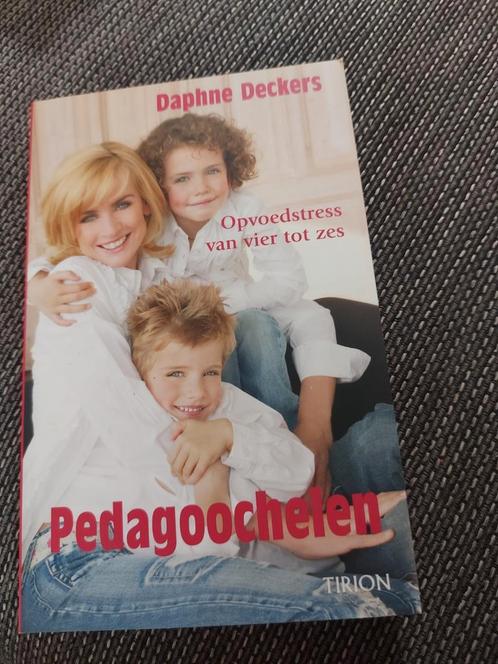 Daphne Deckers
Opvoedstress
van vier tot zes
Pedagoochelen
TIRION